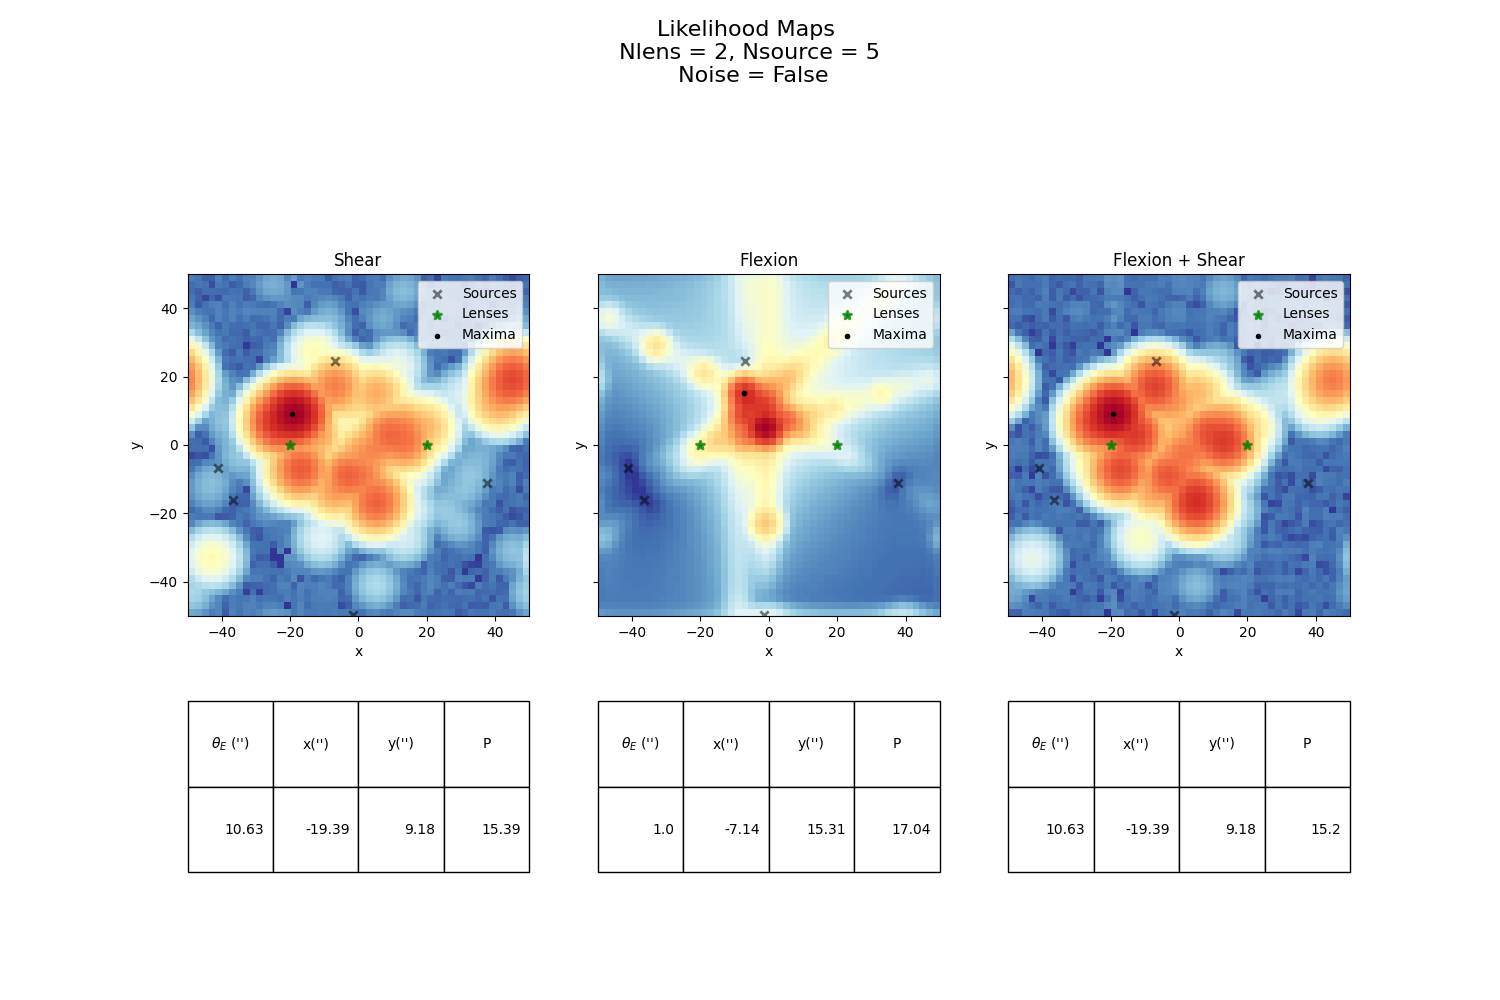 Likelihood Maps
Nlens = 2, Nsource = 5
Noise = False
Shear
Flexion
Flexion + Shear
Sources
Lenses
Maxima
Sources
Lenses
Maxima
Sources
Lenses
Maxima
y
40
20
0
−20
−40
y
y
−40 −20 0 20 40
−40 −20 0 20 40
−40 −20 0 20 40
x
x
x
θE ('') x('') y('') P
10.63 -19.39 9.18 15.39
θE ('') x('') y('') P
1.0 -7.14 15.31 17.04
θE ('') x('') y('') P
10.63 -19.39 9.18 15.2